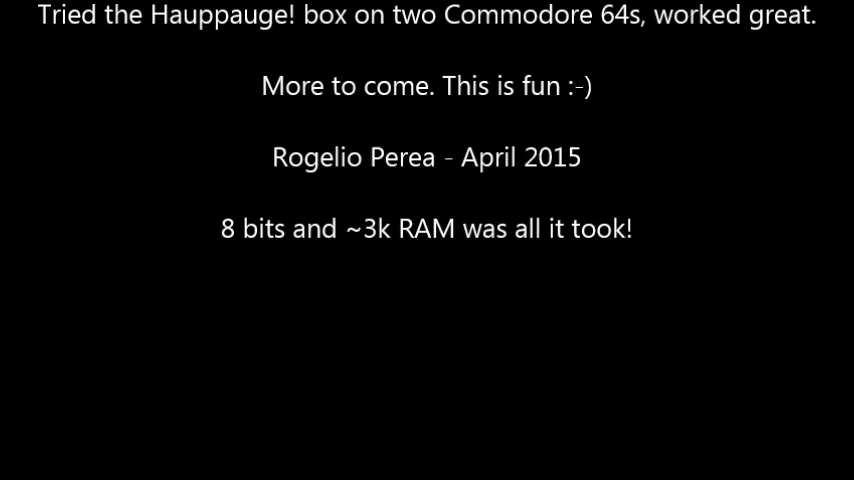 Tried the Hauppauge! box on two Commodore 64s, worked great.
More to come. This is fun :-)
Rogelio Perea - April 2015
8 bits and ~3k RAM was all it took!